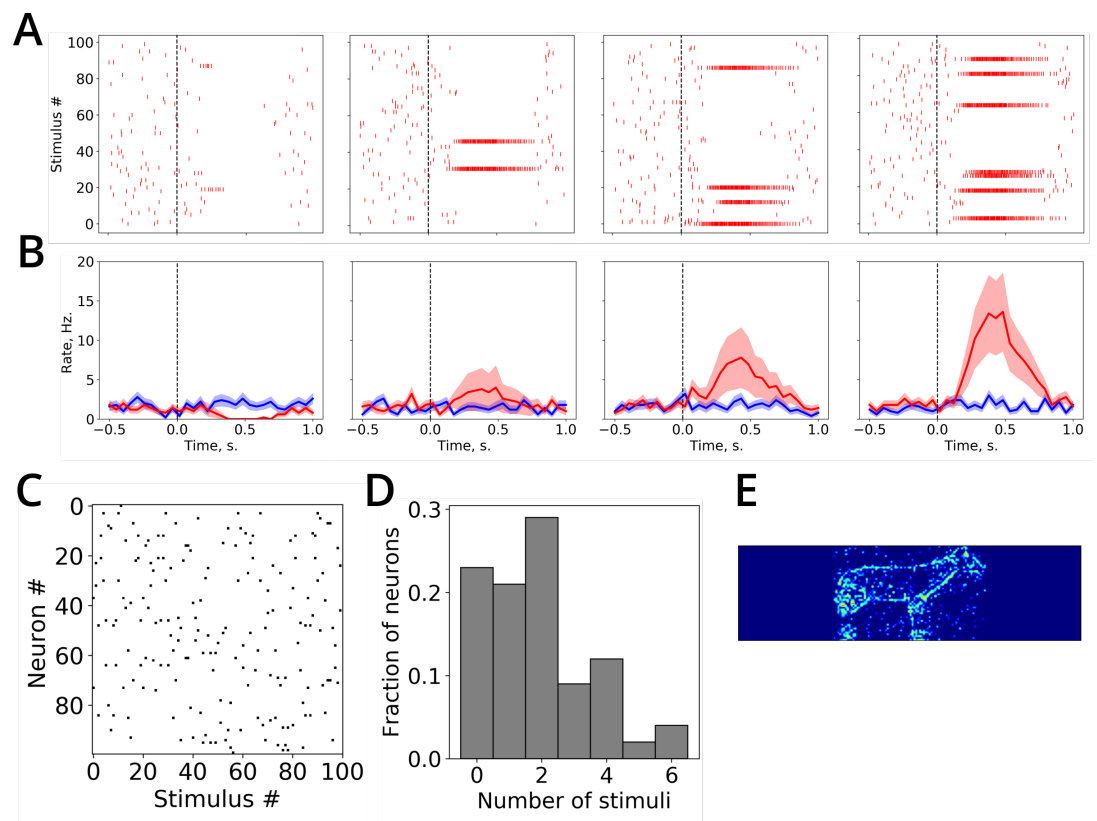 A
100
80
60
40
20
0
Stimulus #
B
20
15
10
5
0
Rate, Hz.
−0.5 0.0 0.5 1.0
Time, s.
−0.5 0.0 0.5 1.0
Time, s.
−0.5 0.0 0.5 1.0
Time, s.
−0.5 0.0 0.5 1.0
Time, s.
C
0
20
40
60
80
Neuron #
0 20 40 60 80 100
Stimulus #
D
0.3
0.2
0.1
0.0
Fraction of neurons
0 2 4 6
Number of stimuli
E